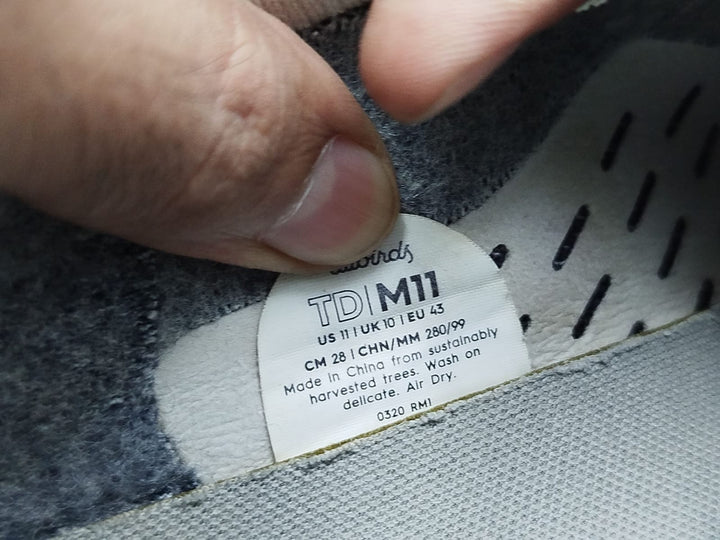 allbirds
TD|M11
US 11 | UK 10 | EU 43
CM 28 | CHN/MM 280/99
Made in China from sustainably
harvested trees. Wash on
delicate. Air Dry.
0320 RM1